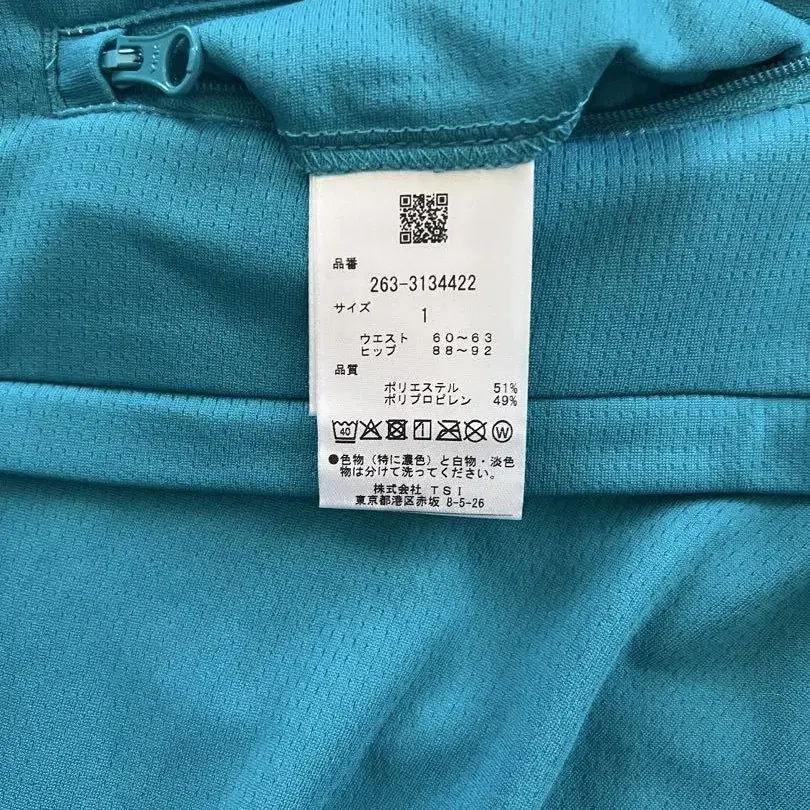 品番
263-3134422
サイズ
1
ウエスト 60～63
ヒップ 88～92
品質
ポリエステル 51%
ポリプロピレン 49%
40 W
●色物(特に濃色)と白物・淡色
物は分けて洗ってください。
株式会社 TSI
東京都港区赤坂 8-5-26